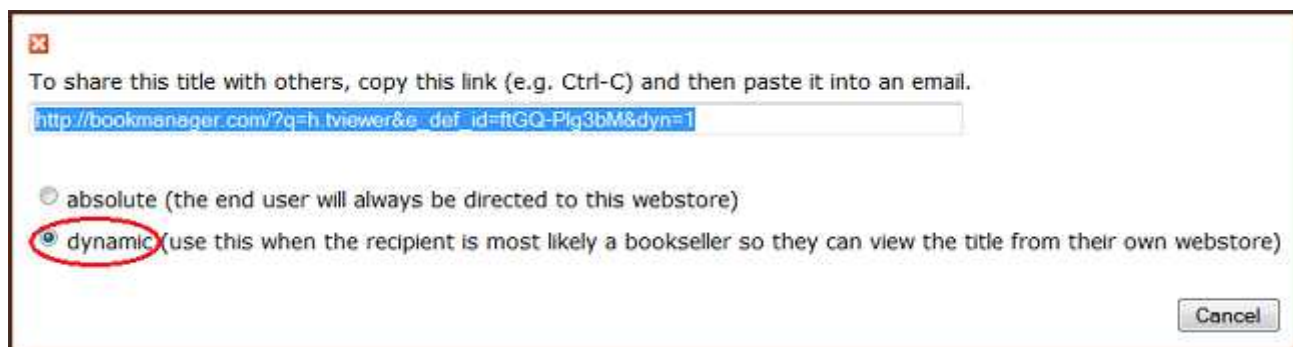 To share this title with others, copy this link (e.g. Ctrl-C) and then paste it into an email.
http://bookmanager.com/?q=h.tviewer&e_def_id=ftGQ-Plg3bM&dyn=1
absolute (the end user will always be directed to this webstore)
dynamic (use this when the recipient is most likely a bookseller so they can view the title from their own webstore)
Cancel